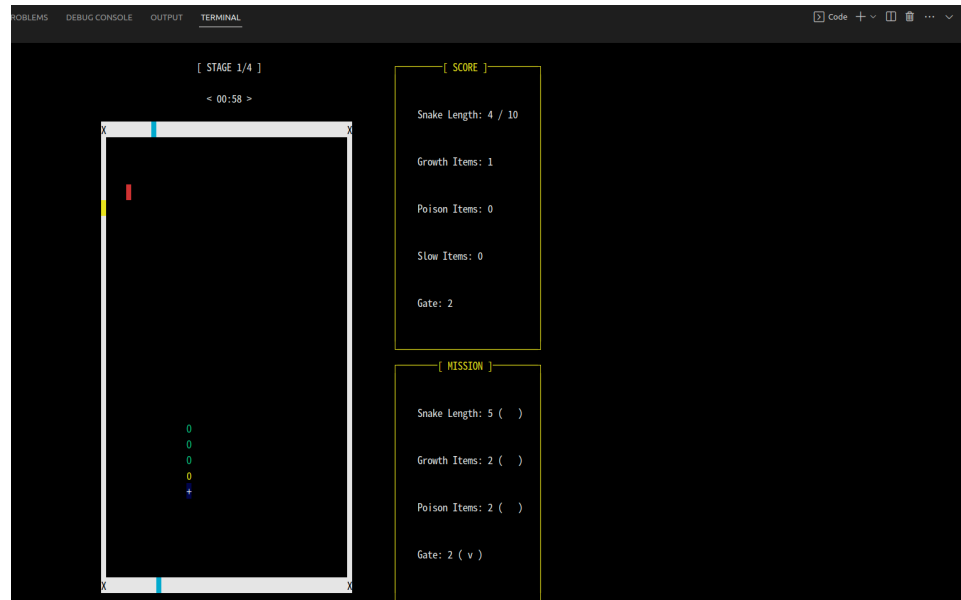 ROBLEMS DEBUG CONSOLE OUTPUT TERMINAL Code
[ STAGE 1/4 ]
< 00:58 >
X X
0
0
0
0
+
X X
[ SCORE ]
Snake Length: 4 / 10
Growth Items: 1
Poison Items: 0
Slow Items: 0
Gate: 2
[ MISSION ]
Snake Length: 5 (   )
Growth Items: 2 (   )
Poison Items: 2 (   )
Gate: 2 ( v )